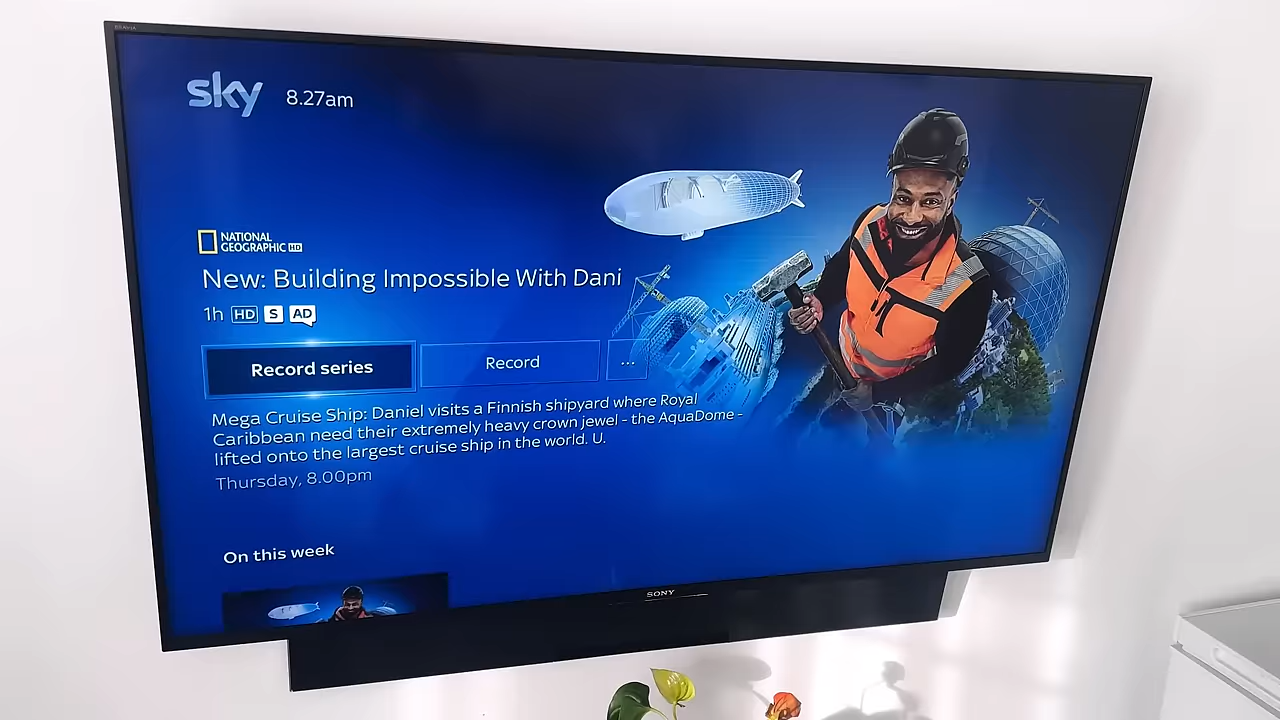 BRAVIA
sky 8.27am
NATIONAL
GEOGRAPHIC HD
New: Building Impossible With Dani
1h HD S AD
Record series Record ...
Mega Cruise Ship: Daniel visits a Finnish shipyard where Royal
Caribbean need their extremely heavy crown jewel - the AquaDome -
lifted onto the largest cruise ship in the world. U.
Thursday, 8.00pm
On this week
SONY